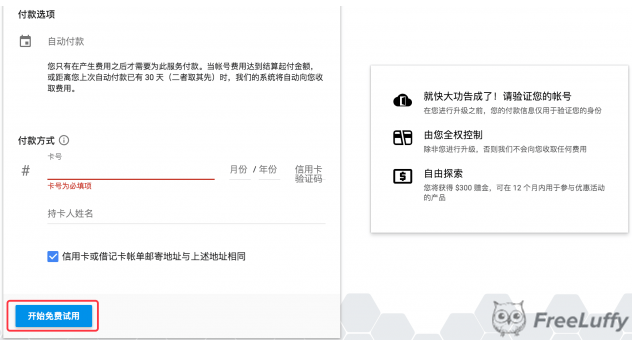 付款选项
自动付款
您只有在产生费用之后才需要为此服务付款。当帐号费用达到结算起付金额，
或距离您上次自动付款已有 30 天（二者取其先）时，我们的系统将自动向您收
取费用。
付款方式
# 卡号
月份 / 年份 信用卡
验证码
卡号为必填项
持卡人姓名
信用卡或借记卡帐单邮寄地址与上述地址相同
开始免费试用
就快大功告成了！请验证您的帐号
在您进行升级之前，您的付款信息仅用于验证您的身份
由您全权控制
除非您进行升级，否则我们不会向您收取任何费用
自由探索
您将获得 $300 赠金，可在 12 个月内用于参与优惠活动
的产品
FreeLuffy